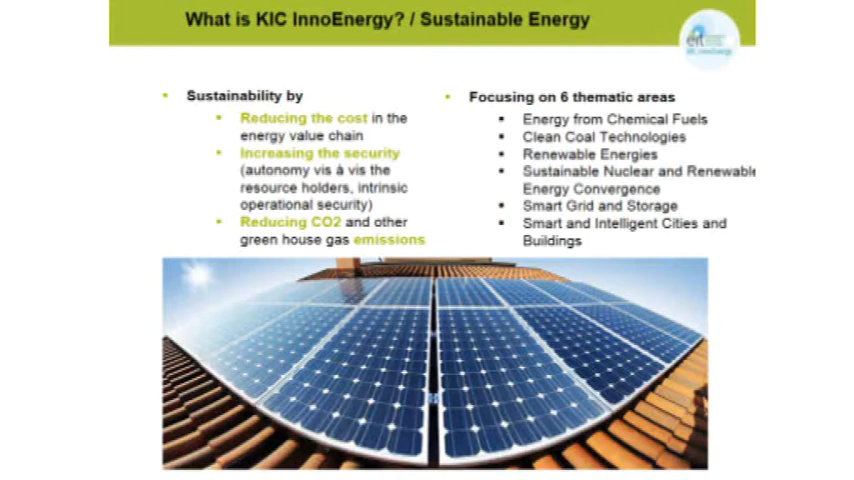 What is KIC InnoEnergy? / Sustainable Energy
eit
KIC InnoEnergy
Sustainability by
Reducing the cost in the
energy value chain
Increasing the security
(autonomy vis á vis the
resource holders, intrinsic
operational security)
Reducing CO2 and other
green house gas emissions
Focusing on 6 thematic areas
Energy from Chemical Fuels
Clean Coal Technologies
Renewable Energies
Sustainable Nuclear and Renewable
Energy Convergence
Smart Grid and Storage
Smart and Intelligent Cities and
Buildings